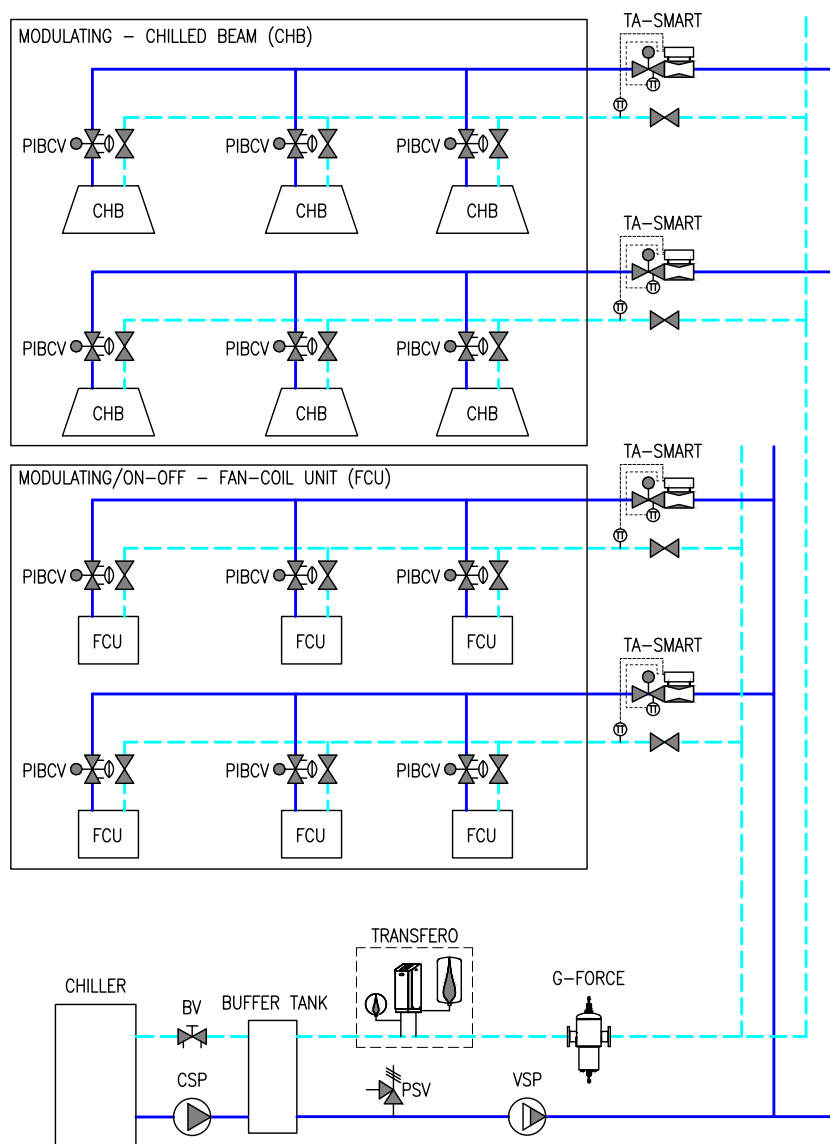 MODULATING - CHILLED BEAM (CHB)
TA-SMART
PIBCV
PIBCV
PIBCV
CHB
CHB
CHB
TA-SMART
PIBCV
PIBCV
PIBCV
CHB
CHB
CHB
MODULATING/ON-OFF - FAN-COIL UNIT (FCU)
TA-SMART
PIBCV
PIBCV
PIBCV
FCU
FCU
FCU
TA-SMART
PIBCV
PIBCV
PIBCV
FCU
FCU
FCU
TRANSFERO
G-FORCE
CHILLER
BV
BUFFER TANK
CSP
PSV
VSP